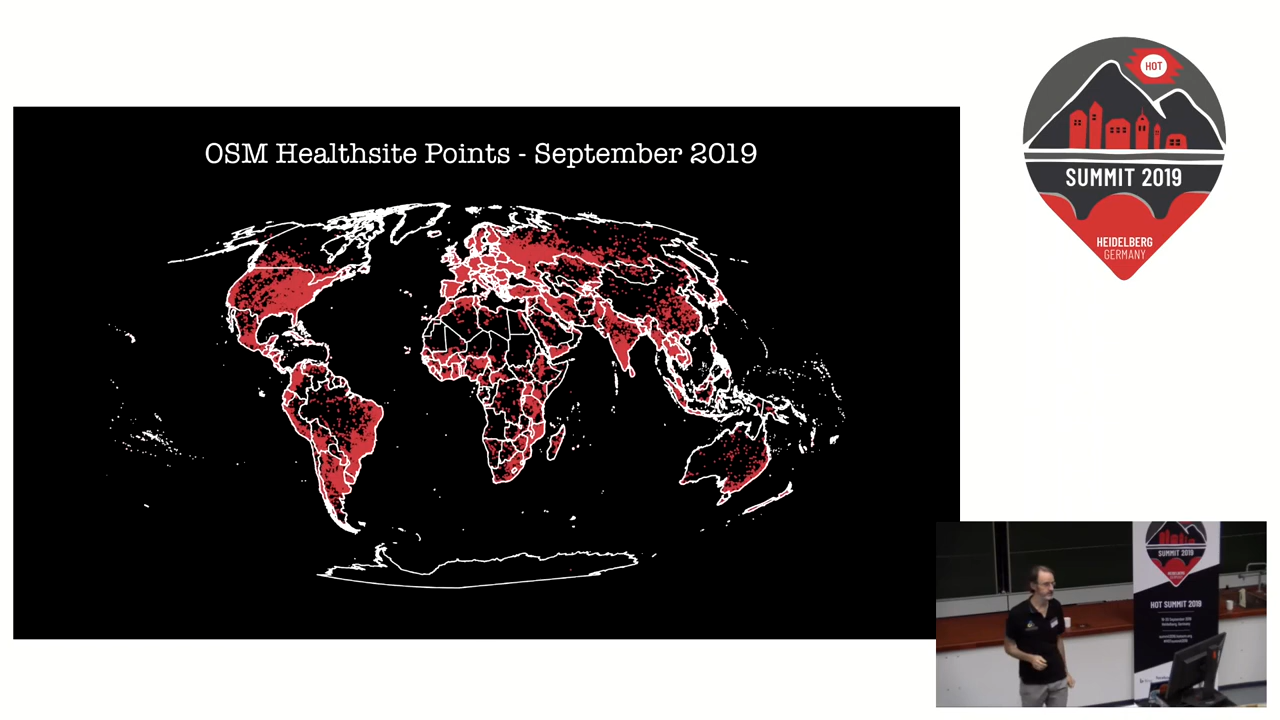 OSM Healthsite Points - September 2019
HOT
SUMMIT 2019
HEIDELBERG
GERMANY
SUMMIT 2019
HOT SUMMIT 2019